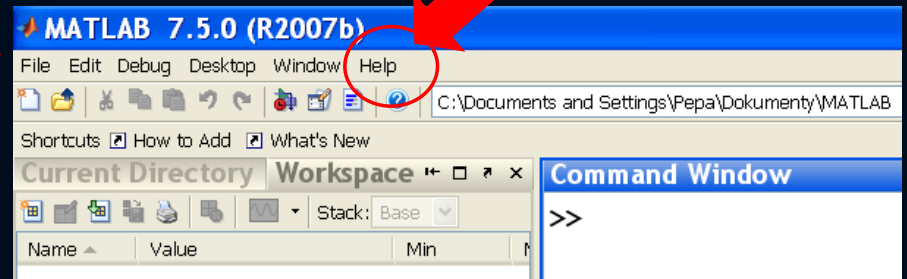 MATLAB 7.5.0 (R2007b)
File Edit Debug Desktop Window Help
C:\Documents and Settings\Pepa\Dokumenty\MATLAB
Shortcuts How to Add What's New
Current Directory Workspace
Command Window
Stack: Base
>>
Name Value Min